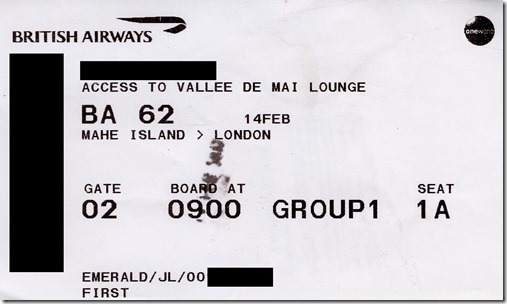 BRITISH AIRWAYS
oneworld
ACCESS TO VALLEE DE MAI LOUNGE
BA 62 14FEB
MAHE ISLAND > LONDON
GATE BOARD AT SEAT
02 0900 GROUP1 1A
EMERALD/JL/00
FIRST